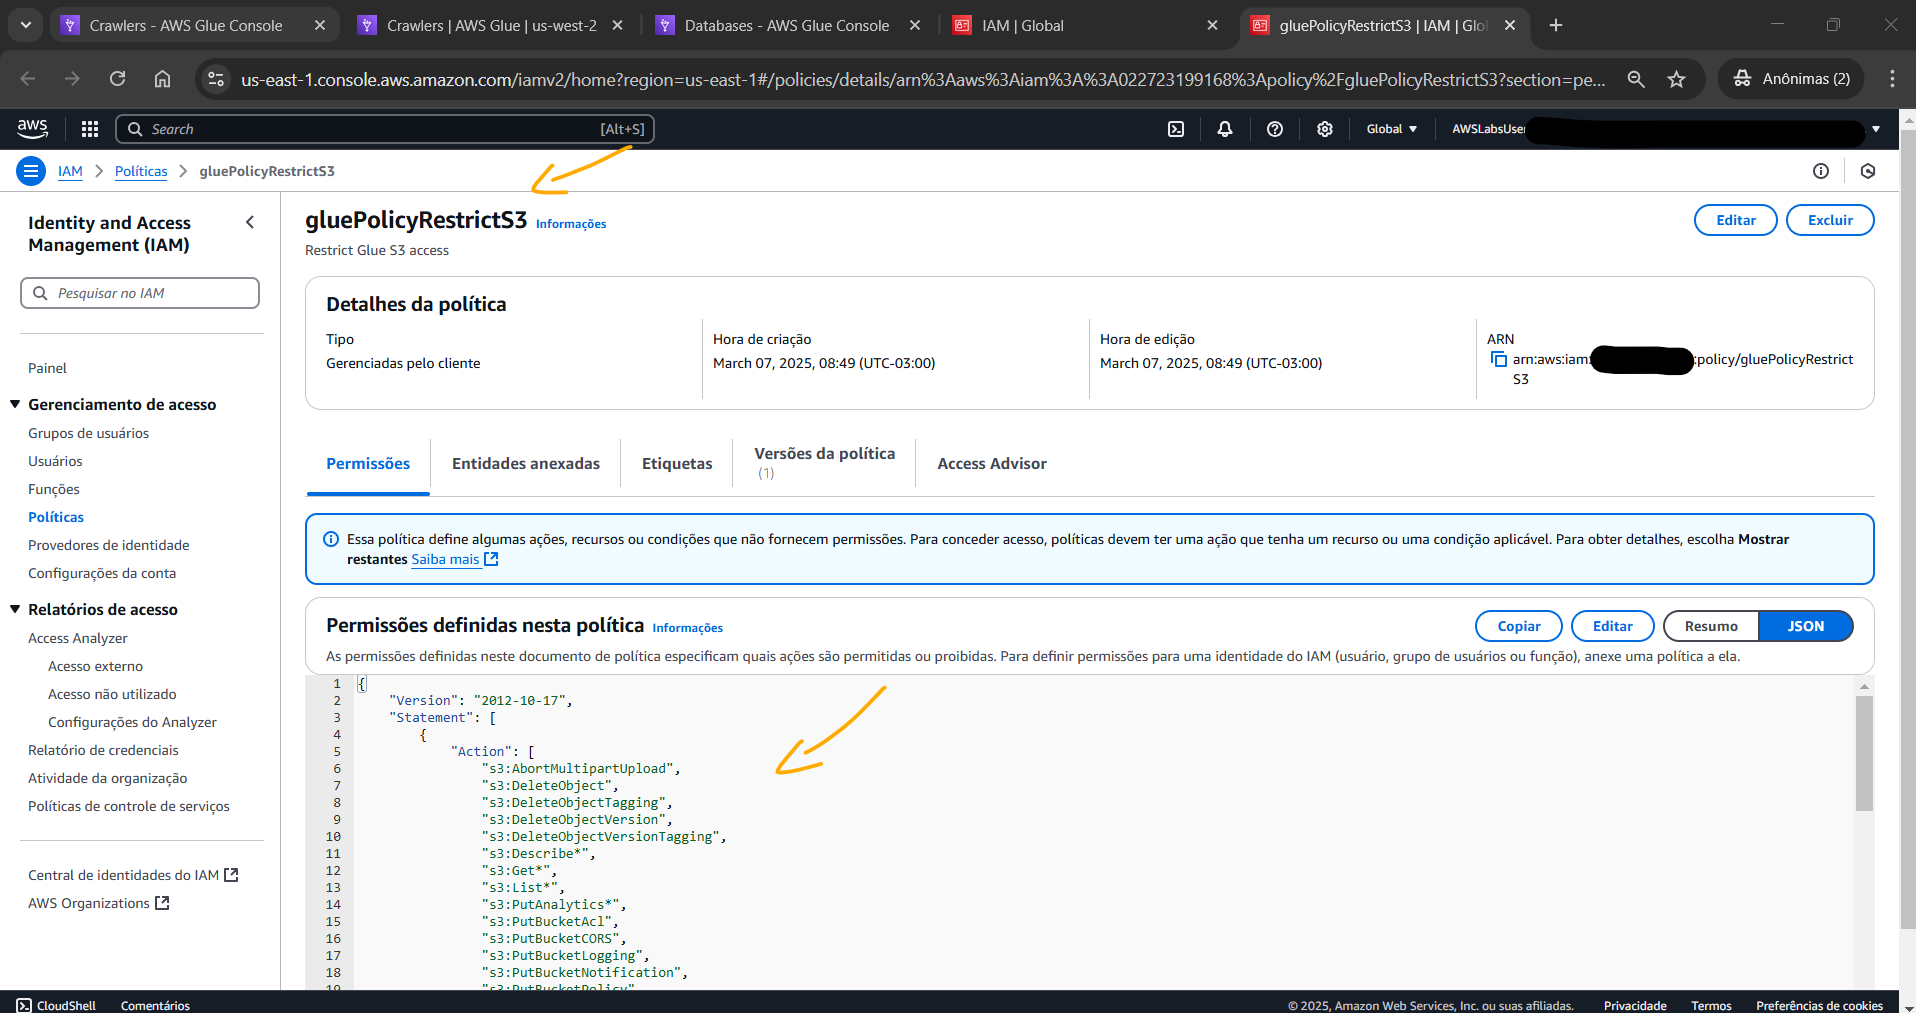 Crawlers - AWS Glue Console
Crawlers | AWS Glue | us-west-2
Databases - AWS Glue Console
IAM | Global
gluePolicyRestrictS3 | IAM | Glo
us-east-1.console.aws.amazon.com/iamv2/home?region=us-east-1#/policies/details/arn%3Aaws%3Aiam%3A%3A022723199168%3Apolicy%2FgluePolicyRestrictS3?section=pe...
Anônimas (2)
aws
Search
[Alt+S]
Global
AWSLabsUser
IAM
Políticas
gluePolicyRestrictS3
Identity and Access
Management (IAM)
Pesquisar no IAM
Painel
Gerenciamento de acesso
Grupos de usuários
Usuários
Funções
Políticas
Provedores de identidade
Configurações da conta
Relatórios de acesso
Access Analyzer
Acesso externo
Acesso não utilizado
Configurações do Analyzer
Relatório de credenciais
Atividade da organização
Políticas de controle de serviços
Central de identidades do IAM
AWS Organizations
gluePolicyRestrictS3 Informações
Restrict Glue S3 access
Editar
Excluir
Detalhes da política
Tipo
Gerenciadas pelo cliente
Hora de criação
March 07, 2025, 08:49 (UTC-03:00)
Hora de edição
March 07, 2025, 08:49 (UTC-03:00)
ARN
arn:aws:iam: :policy/gluePolicyRestrict
S3
Permissões
Entidades anexadas
Etiquetas
Versões da política
(1)
Access Advisor
Essa política define algumas ações, recursos ou condições que não fornecem permissões. Para conceder acesso, políticas devem ter uma ação que tenha um recurso ou uma condição aplicável. Para obter detalhes, escolha Mostrar
restantes Saiba mais
Permissões definidas nesta política Informações
Copiar
Editar
Resumo
JSON
As permissões definidas neste documento de política especificam quais ações são permitidas ou proibidas. Para definir permissões para uma identidade do IAM (usuário, grupo de usuários ou função), anexe uma política a ela.
1 {
2 "Version": "2012-10-17",
3 "Statement": [
4 {
5 "Action": [
6 "s3:AbortMultipartUpload",
7 "s3:DeleteObject",
8 "s3:DeleteObjectTagging",
9 "s3:DeleteObjectVersion",
10 "s3:DeleteObjectVersionTagging",
11 "s3:Describe*",
12 "s3:Get*",
13 "s3:List*",
14 "s3:PutAnalytics*",
15 "s3:PutBucketAcl",
16 "s3:PutBucketCORS",
17 "s3:PutBucketLogging",
18 "s3:PutBucketNotification",
19 "s3:PutBucketPolicy"
CloudShell
Comentários
© 2025, Amazon Web Services, Inc. ou suas afiliadas.
Privacidade
Termos
Preferências de cookies